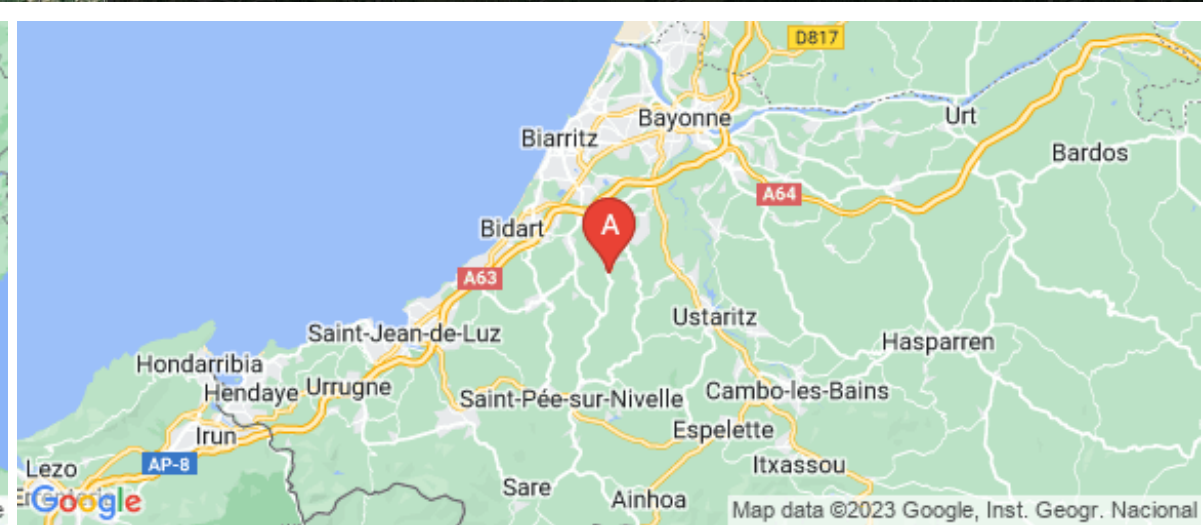 D817
Bayonne
Urt
Biarritz
Bardos
A64
A
Bidart
A63
Ustaritz
Saint-Jean-de-Luz
Hasparren
Hondarribia
Hendaye
Urrugne
Saint-Pée-sur-Nivelle
Cambo-les-Bains
Irun
Espelette
AP-8
Itxassou
Lezo
Sare
Ainhoa
Google
Map data ©2023 Google, Inst. Geogr. Nacional